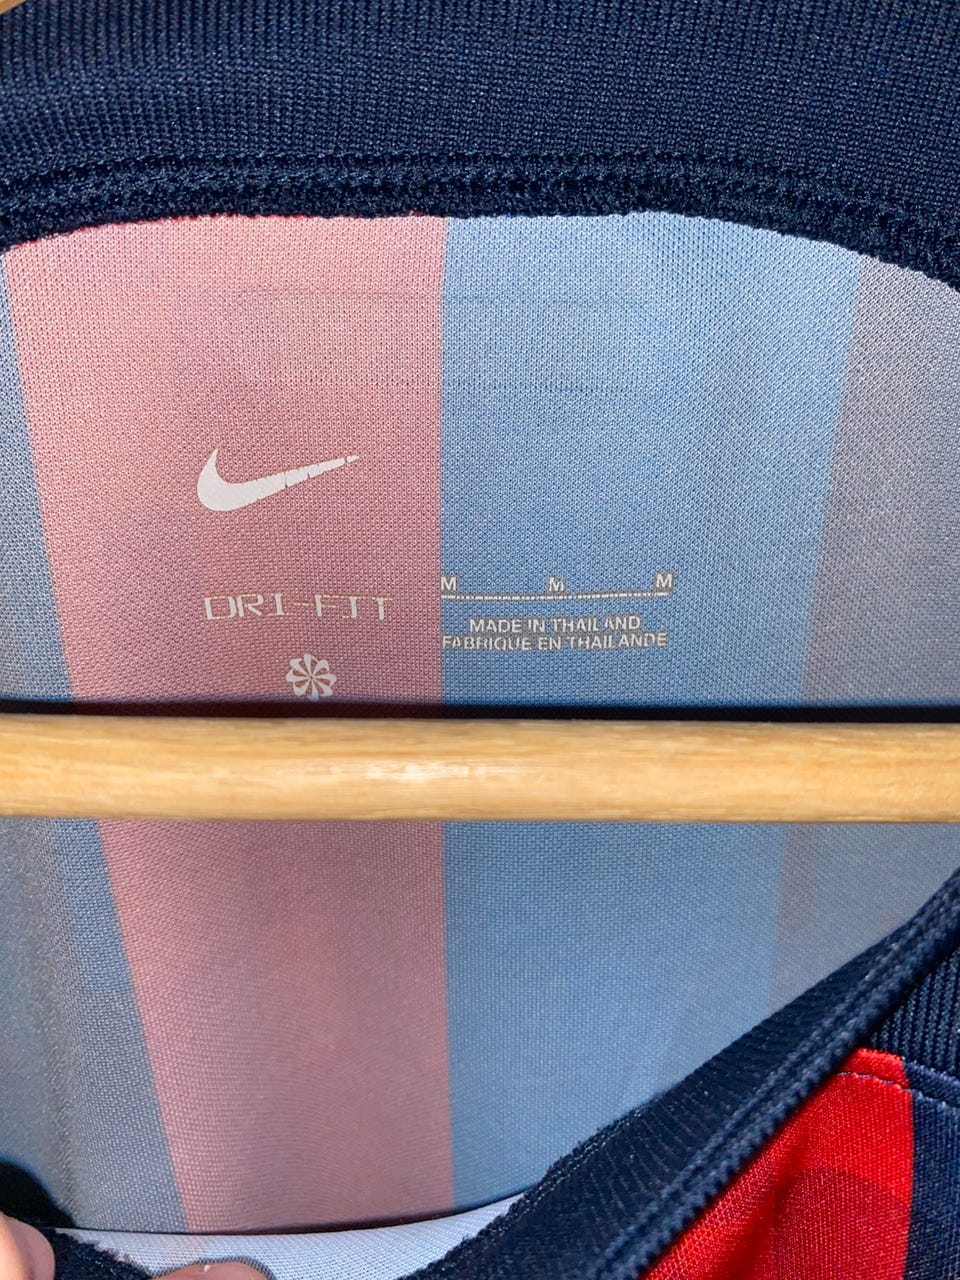 DRI-FIT
M M M
MADE IN THAILAND
FABRIQUE EN THAILANDE